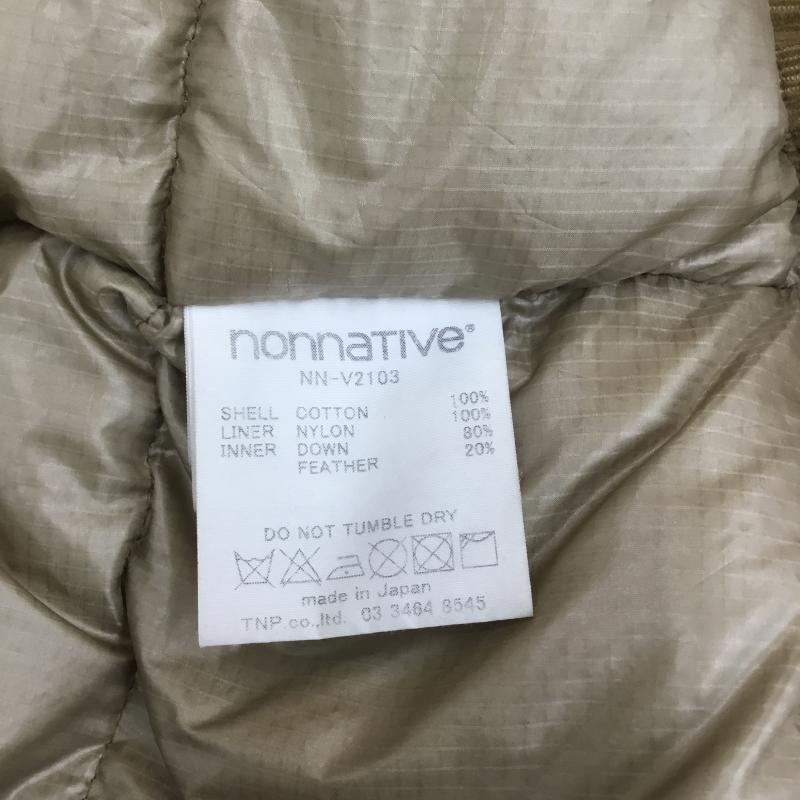 nonnaTive®
NN-V2103
SHELL COTTON 100%
LINER NYLON 100%
INNER DOWN 80%
FEATHER 20%
DO NOT TUMBLE DRY
made in Japan
TNP.co.,ltd. 03 3464 8545